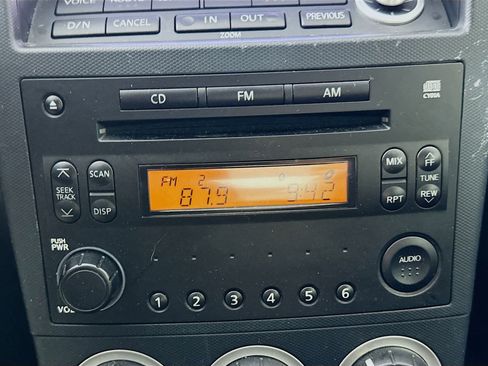 VOICE ROUTE
D/N CANCEL IN OUT PREVIOUS
ZOOM
CD FM AM
SCAN MIX FF
SEEK TRACK FM 2 87.9 9:42 TUNE
DISP RPT REW
PUSH PWR AUDIO
VOL 1 2 3 4 5 6